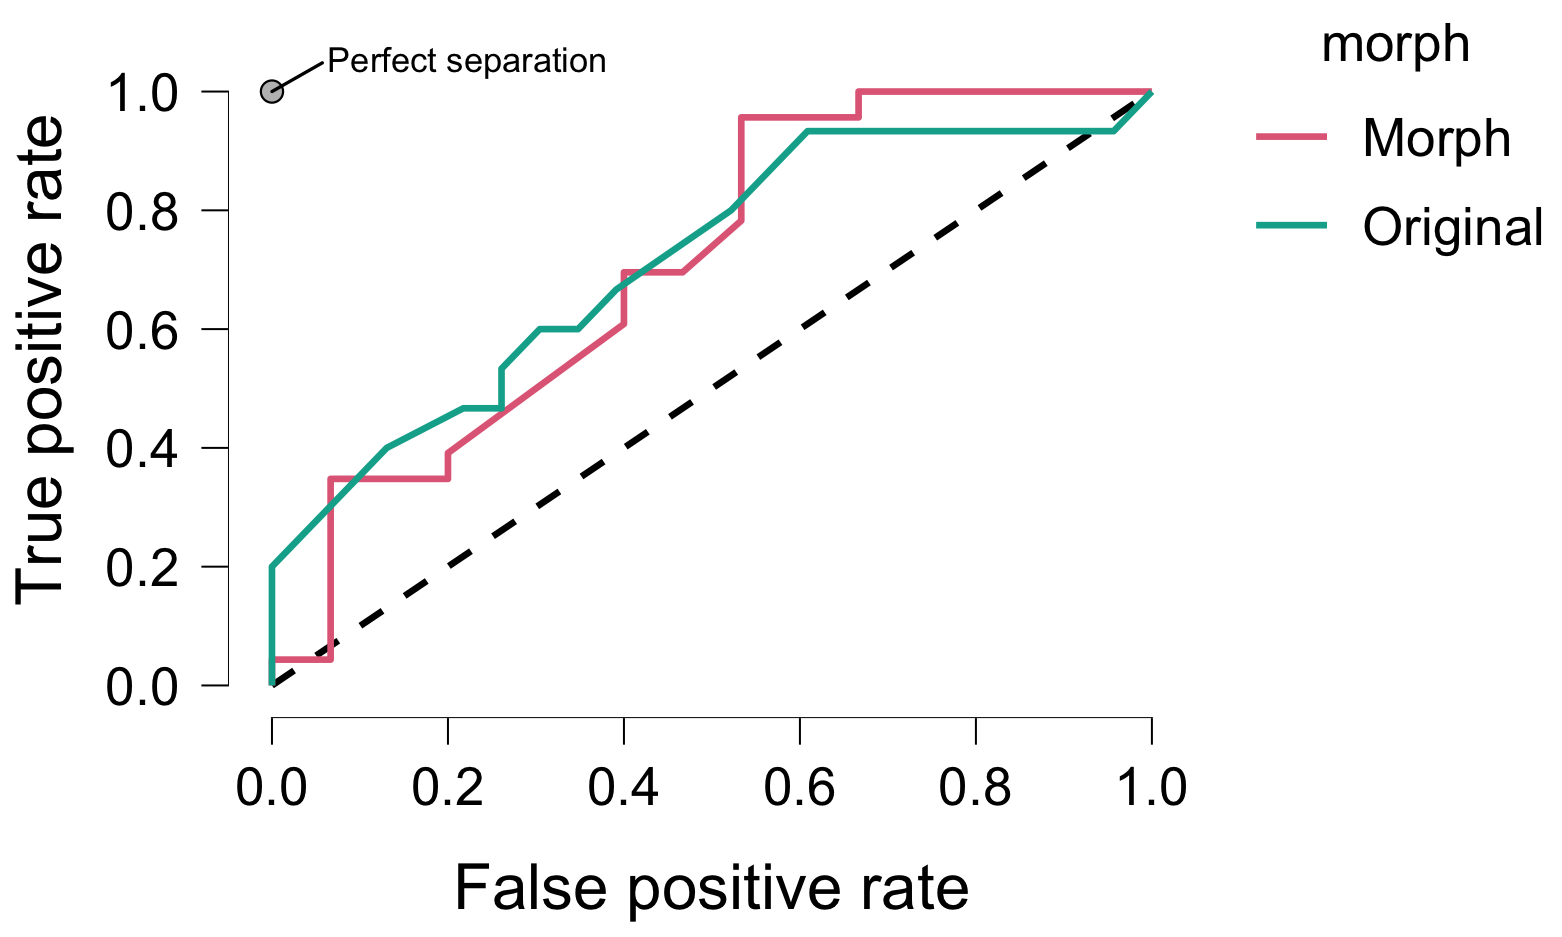 Perfect separation
morph
Morph
Original
True positive rate
1.0
0.8
0.6
0.4
0.2
0.0
0.0 0.2 0.4 0.6 0.8 1.0
False positive rate